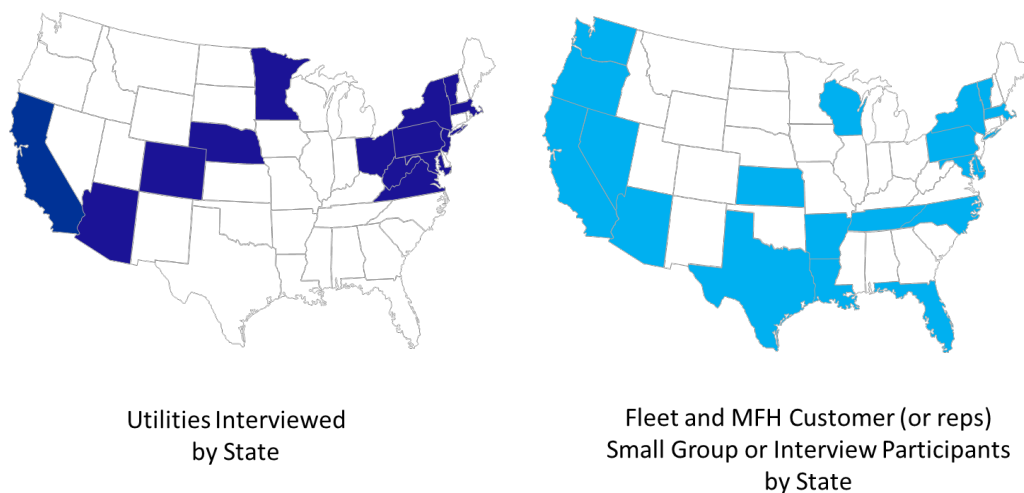 Utilities Interviewed
by State
Fleet and MFH Customer (or reps)
Small Group or Interview Participants
by State